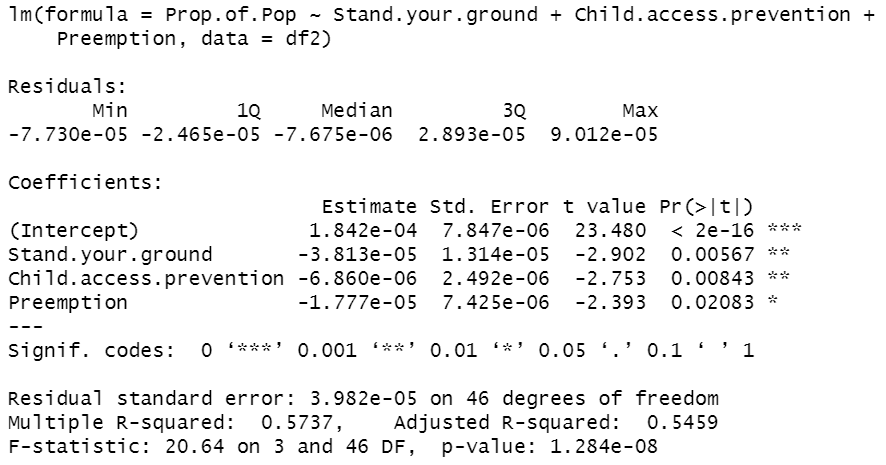 lm(formula = Prop.of.Pop ~ Stand.your.ground + Child.access.prevention +
    Preemption, data = df2)

Residuals:
       Min         1Q     Median         3Q        Max
-7.730e-05 -2.465e-05 -7.675e-06  2.893e-05  9.012e-05

Coefficients:
                          Estimate Std. Error t value Pr(>|t|)
(Intercept)              1.842e-04  7.847e-06  23.480  < 2e-16 ***
Stand.your.ground       -3.813e-05  1.314e-05  -2.902  0.00567 **
Child.access.prevention -6.860e-06  2.492e-06  -2.753  0.00843 **
Preemption              -1.777e-05  7.425e-06  -2.393  0.02083 *
---
Signif. codes:  0 ‘***’ 0.001 ‘**’ 0.01 ‘*’ 0.05 ‘.’ 0.1 ‘ ’ 1

Residual standard error: 3.982e-05 on 46 degrees of freedom
Multiple R-squared:  0.5737,    Adjusted R-squared:  0.5459
F-statistic: 20.64 on 3 and 46 DF,  p-value: 1.284e-08